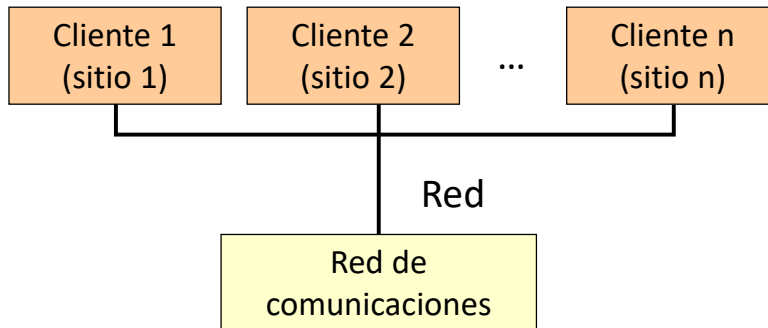 Cliente 1
(sitio 1)
Cliente 2
(sitio 2)
...
Cliente n
(sitio n)
Red
Red de
comunicaciones